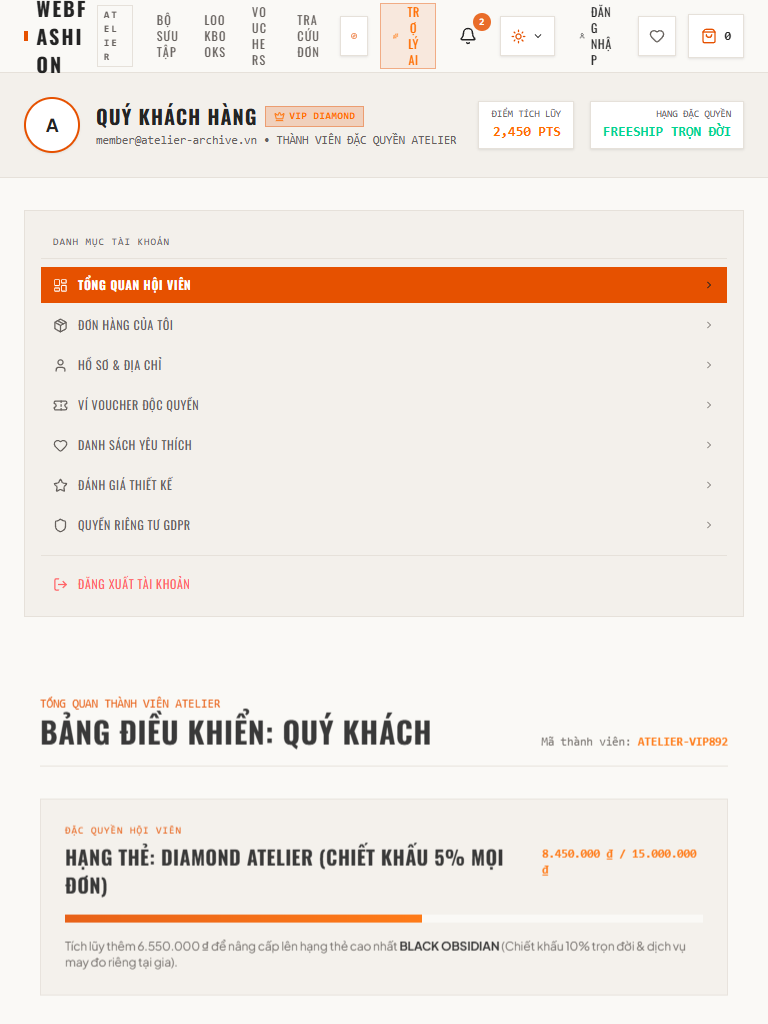 WEBF
ASHI
ON
AT
EL
IE
R
BỘ
SƯU
TẬP
LOO
KBO
OKS
VO
UC
HE
RS
TRA
CỨU
ĐƠN
TR
Ợ
LÝ
AI
2
ĐĂN
G
NHẬ
P
0
A
QUÝ KHÁCH HÀNG
VIP DIAMOND
member@atelier-archive.vn • THÀNH VIÊN ĐẶC QUYỀN ATELIER
ĐIỂM TÍCH LŨY
2,450 PTS
HẠNG ĐẶC QUYỀN
FREESHIP TRỌN ĐỜI
DANH MỤC TÀI KHOẢN
TỔNG QUAN HỘI VIÊN
ĐƠN HÀNG CỦA TÔI
HỒ SƠ & ĐỊA CHỈ
VÍ VOUCHER ĐỘC QUYỀN
DANH SÁCH YÊU THÍCH
ĐÁNH GIÁ THIẾT KẾ
QUYỀN RIÊNG TƯ GDPR
ĐĂNG XUẤT TÀI KHOẢN
TỔNG QUAN THÀNH VIÊN ATELIER
BẢNG ĐIỀU KHIỂN: QUÝ KHÁCH
Mã thành viên: ATELIER-VIP892
ĐẶC QUYỀN HỘI VIÊN
HẠNG THẺ: DIAMOND ATELIER (CHIẾT KHẤU 5% MỌI
ĐƠN)
8.450.000 ₫ / 15.000.000
₫
Tích lũy thêm 6.550.000 ₫ để nâng cấp lên hạng thẻ cao nhất BLACK OBSIDIAN (Chiết khấu 10% trọn đời & dịch vụ
may đo riêng tại gia).